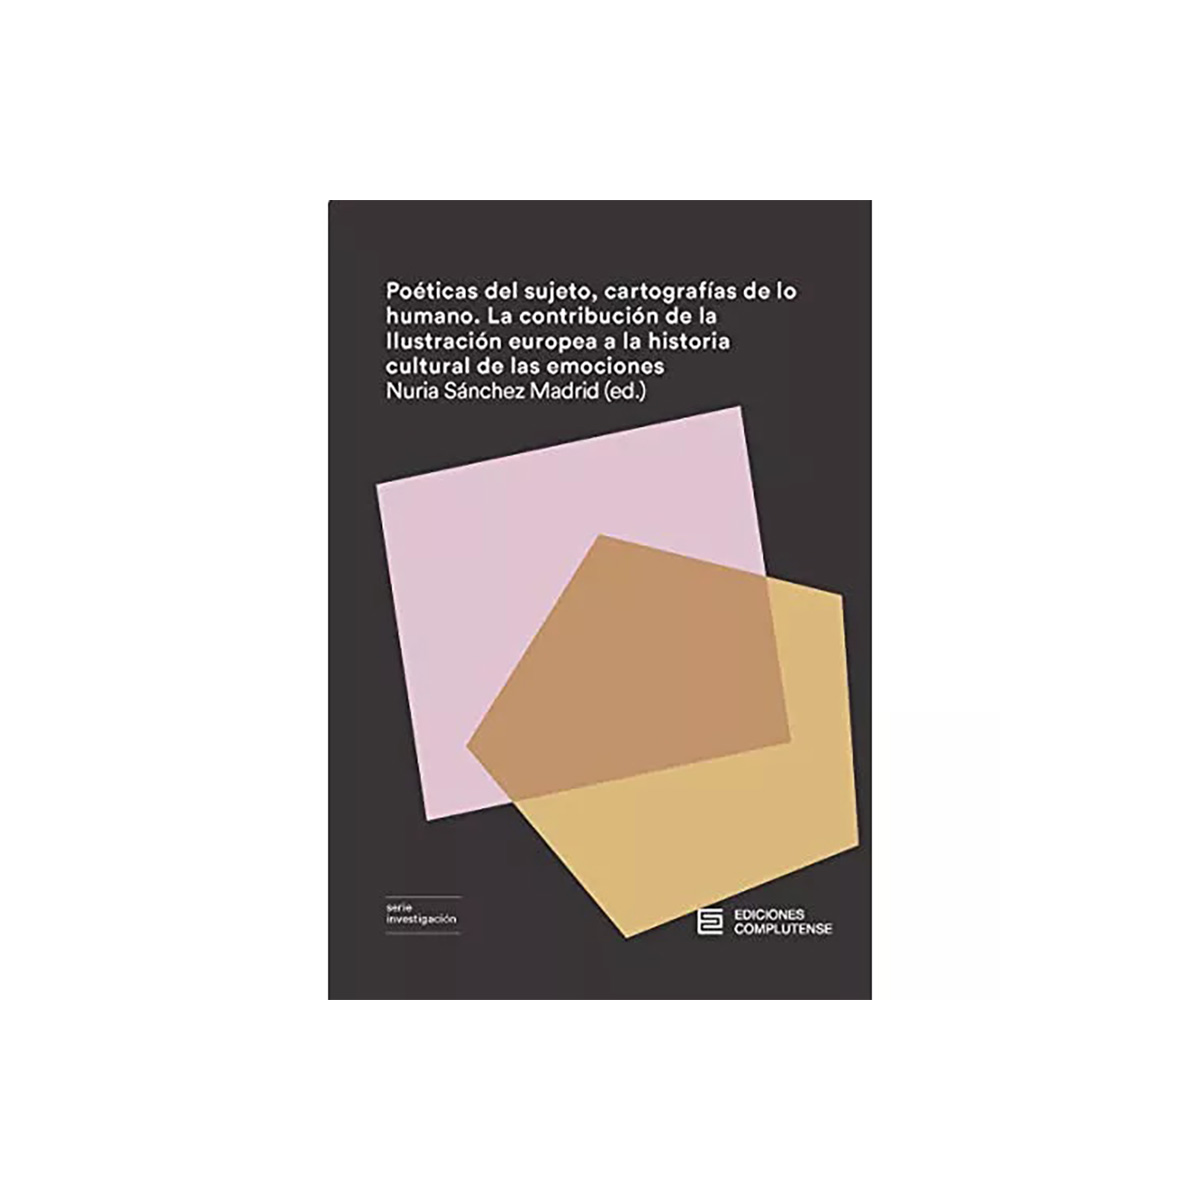 Poéticas del sujeto, cartografías de lo
humano. La contribución de la
Ilustración europea a la historia
cultural de las emociones
Nuria Sánchez Madrid (ed.)
serie
investigación
EDICIONES
COMPLUTENSE